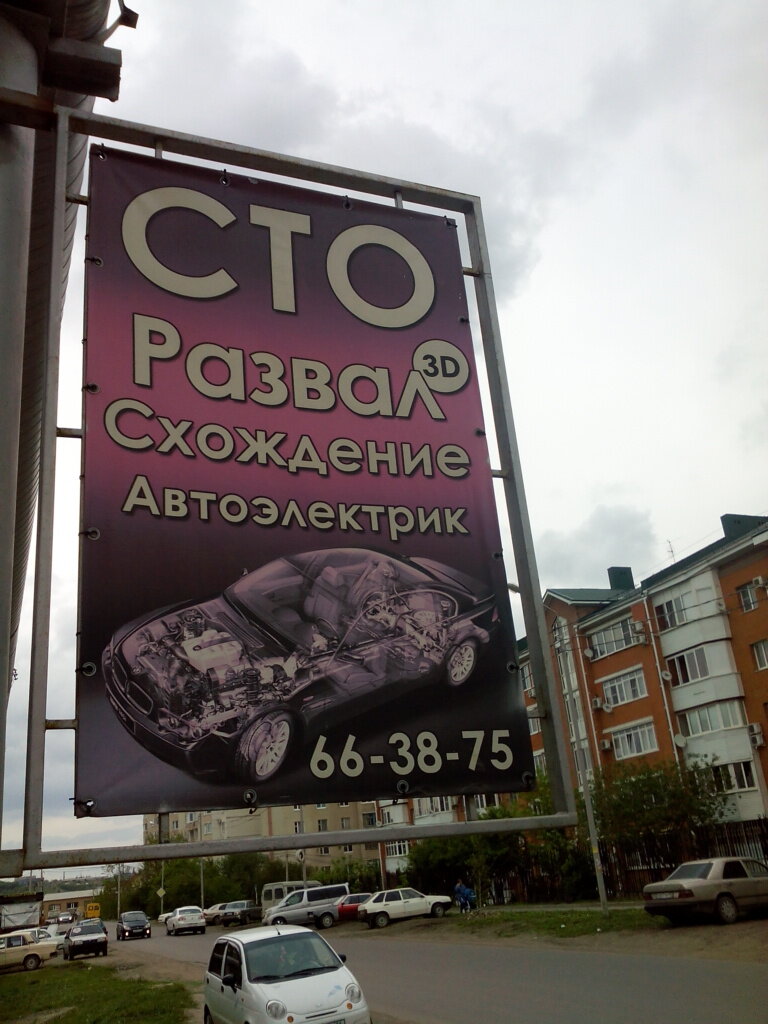 СТО
Развал 3D
Схождение
Автоэлектрик
66-38-75